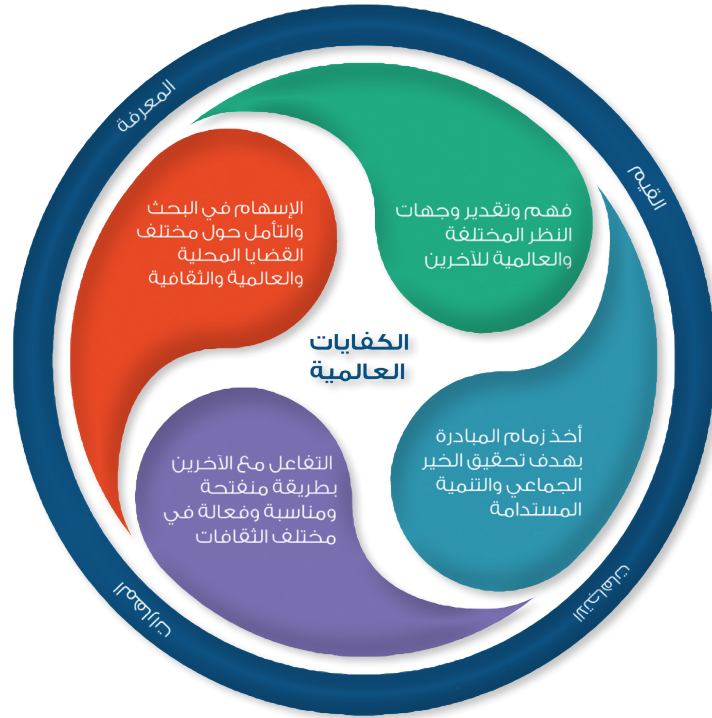 المعرفة
القيم
الإسهام في البحث
والتأمل حول مختلف
القضايا المحلية
والعالمية والثقافية
فهم وتقدير وجهات
النظر المختلفة
والعالمية للآخرين
الكفايات
العالمية
أخذ زمام المبادرة
بهدف تحقيق الخير
الجماعي والتنمية
المستدامة
التفاعل مع الآخرين
بطريقة منفتحة
ومناسبة وفعالة في
مختلف الثقافات
المهارات
الاتجاهات